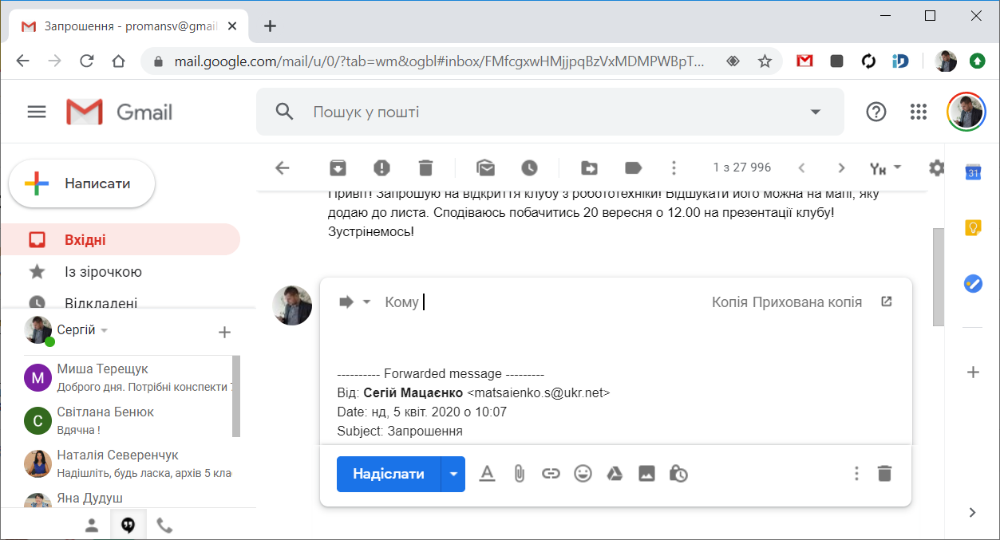 Запрошення - promansv@gmail
mail.google.com/mail/u/0/?tab=wm&ogbl#inbox/FMfcgxwHMjjpqBzVxMDMPWBpT...
Gmail
Пошук у пошті
Написати
1 з 27 996
Ук
31
Привіт! Запрошую на відкриття клубу з робототехніки! Відшукати його можна на мапі, яку
додаю до листа. Сподіваюсь побачитись 20 вересня о 12.00 на презентації клубу!
Зустрінемось!
Вхідні
Із зірочкою
Відкладені
Сергій
М
Миша Терещук
Доброго дня. Потрібні конспекти 7
С
Світлана Бенюк
Вдячна !
Наталія Северенчук
Надішліть, будь ласка, архів 5 кла
Яна Дудуш
Кому
Копія Прихована копія
---------- Forwarded message ---------
Від: Сегій Мацаєнко <matsaienko.s@ukr.net>
Date: нд, 5 квіт. 2020 о 10:07
Subject: Запрошення
Надіслати